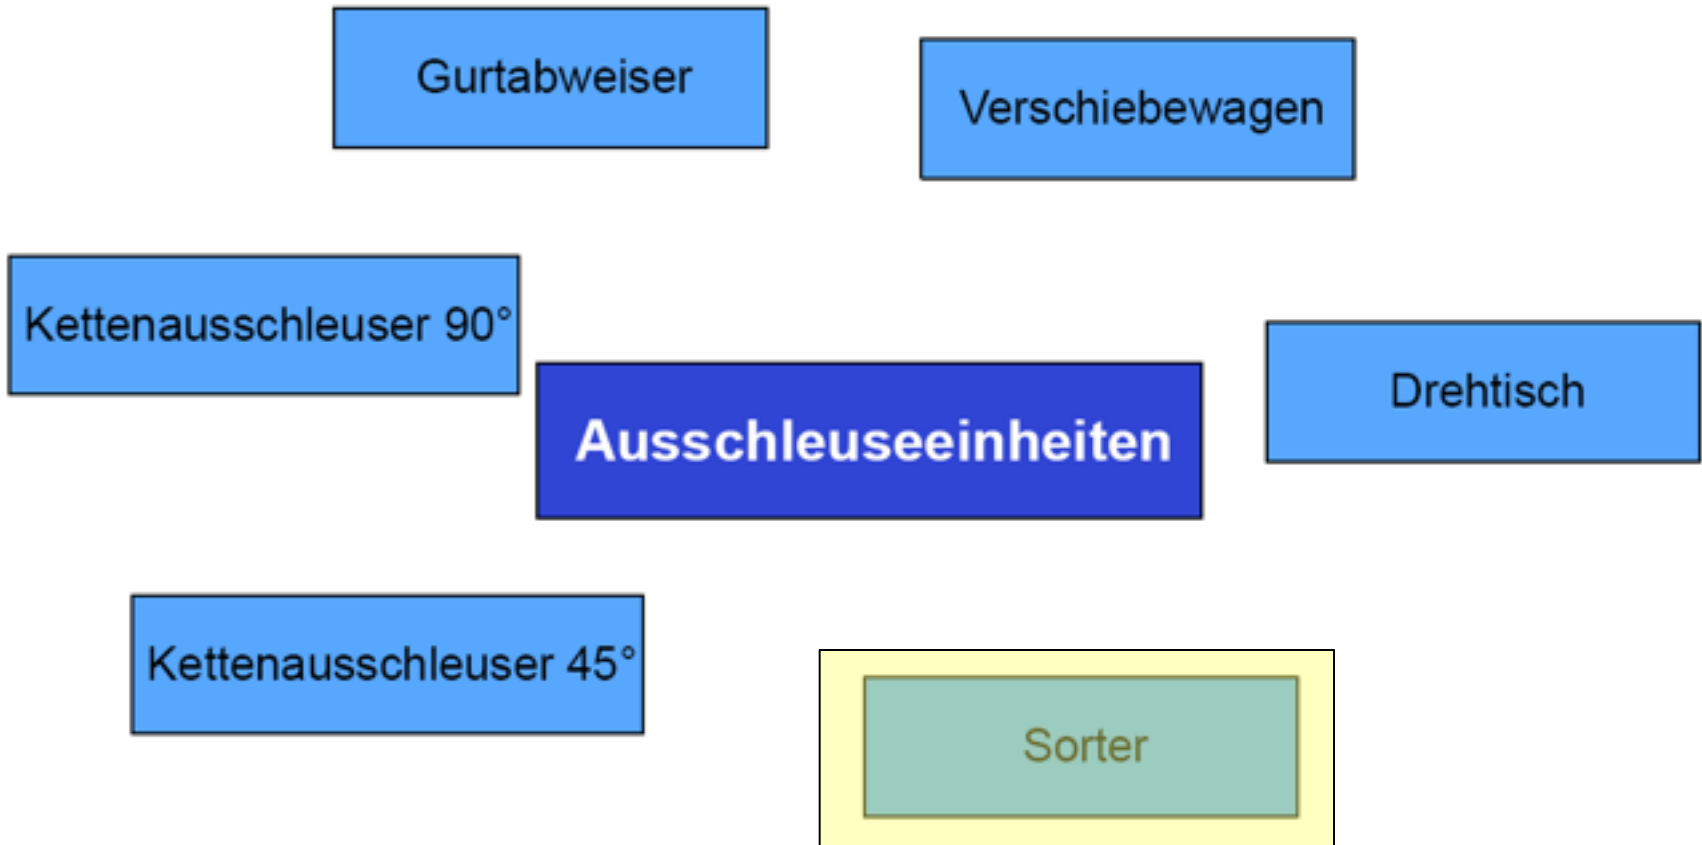 Gurtabweiser
Verschiebewagen
Kettenausschleuser 90°
Drehtisch
Ausschleuseeinheiten
Kettenausschleuser 45°
Sorter